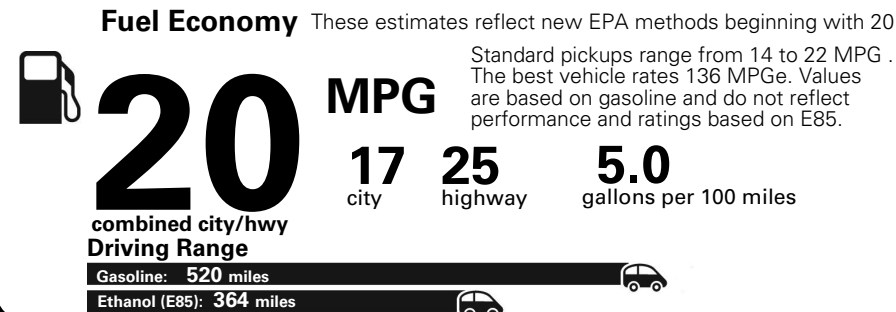 Fuel Economy These estimates reflect new EPA methods beginning with 20
Standard pickups range from 14 to 22 MPG .
The best vehicle rates 136 MPGe. Values
are based on gasoline and do not reflect
performance and ratings based on E85.
20 MPG
combined city/hwy
17 city
25 highway
5.0 gallons per 100 miles
Driving Range
Gasoline: 520 miles
Ethanol (E85): 364 miles